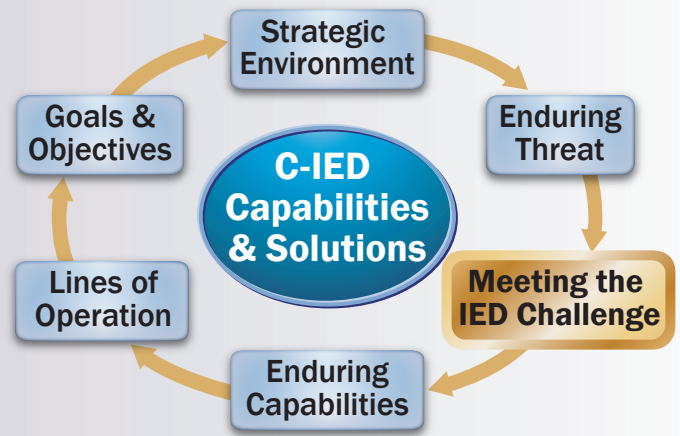 Strategic
Environment
Goals &
Objectives
Enduring
Threat
C-IED
Capabilities
& Solutions
Lines of
Operation
Meeting the
IED Challenge
Enduring
Capabilities